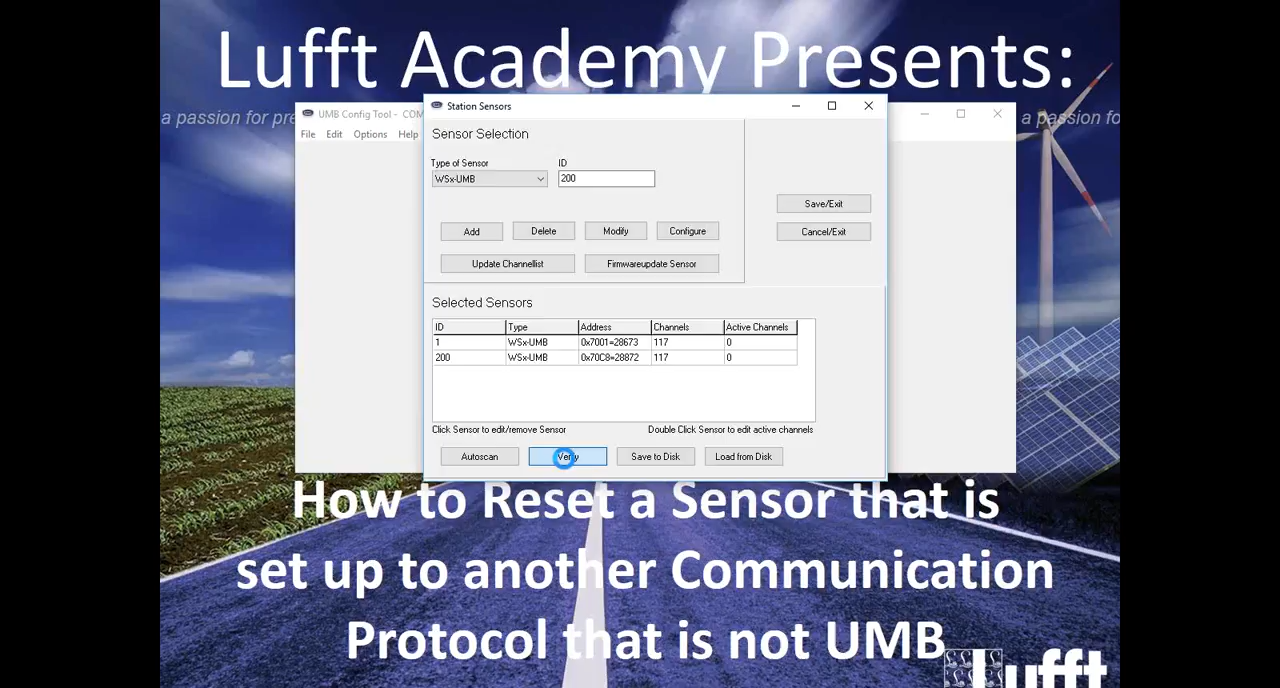 Lufft Academy Presents:
a passion for pre
a passion fo
UMB Config Tool - COM
File Edit Options Help
Station Sensors
Sensor Selection
Type of Sensor
ID
WSx-UMB
200
Save/Exit
Add
Delete
Modify
Configure
Cancel/Exit
Update Channellist
Firmwareupdate Sensor
Selected Sensors
ID Type Address Channels Active Channels
1 WSx-UMB 0x7001=28673 117 0
200 WSx-UMB 0x70C8=28872 117 0
Click Sensor to edit/remove Sensor
Double Click Sensor to edit active channels
Autoscan
Verify
Save to Disk
Load from Disk
How to Reset a Sensor that is
set up to another Communication
Protocol that is not UMB
Lufft